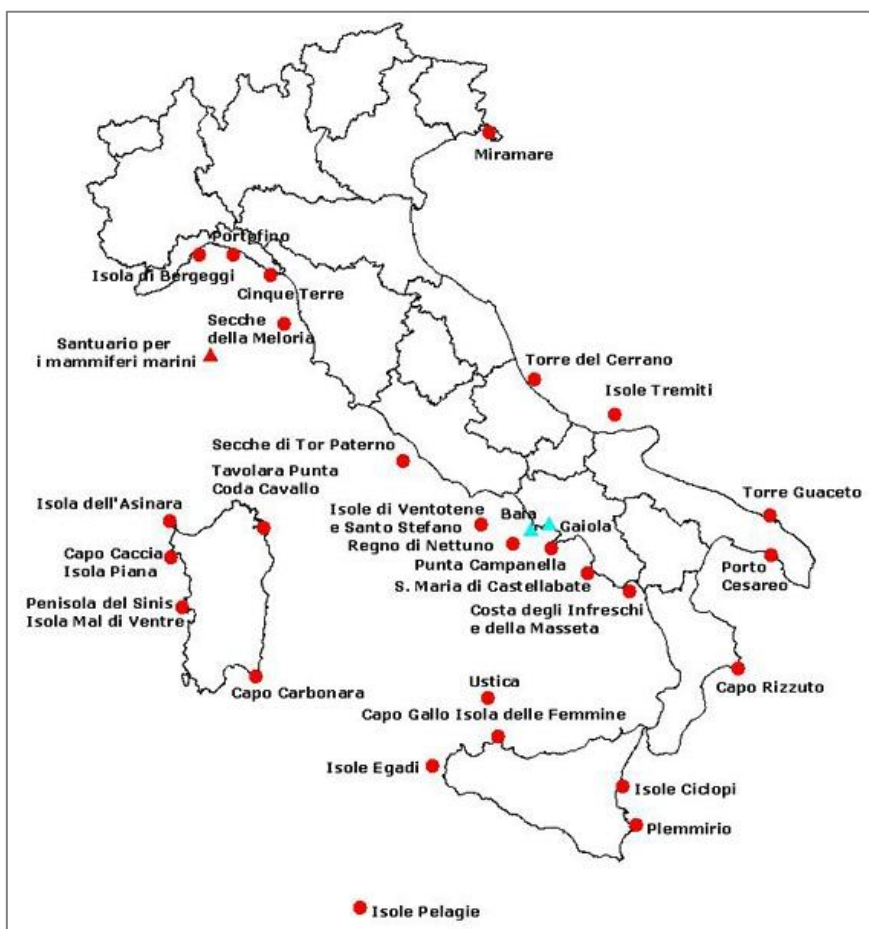 Miramare
Portofino
Isola di Bergeggi
Cinque Terre
Secche
della Meloria
Santuario per
i mammiferi marini
Torre del Cerrano
Isole Tremiti
Secche di Tor Paterno
Tavolara Punta
Coda Cavallo
Isola dell'Asinara
Isole di Ventotene
e Santo Stefano
Baia
Gaiola
Torre Guaceto
Regno di Nettuno
Capo Caccia
Isola Piana
Punta Campanella
Porto
Cesareo
S. Maria di Castellabate
Penisola del Sinis
Isola Mal di Ventre
Costa degli Infreschi
e della Masseta
Capo Carbonara
Ustica
Capo Rizzuto
Capo Gallo Isola delle Femmine
Isole Egadi
Isole Ciclopi
Plemmirio
Isole Pelagie